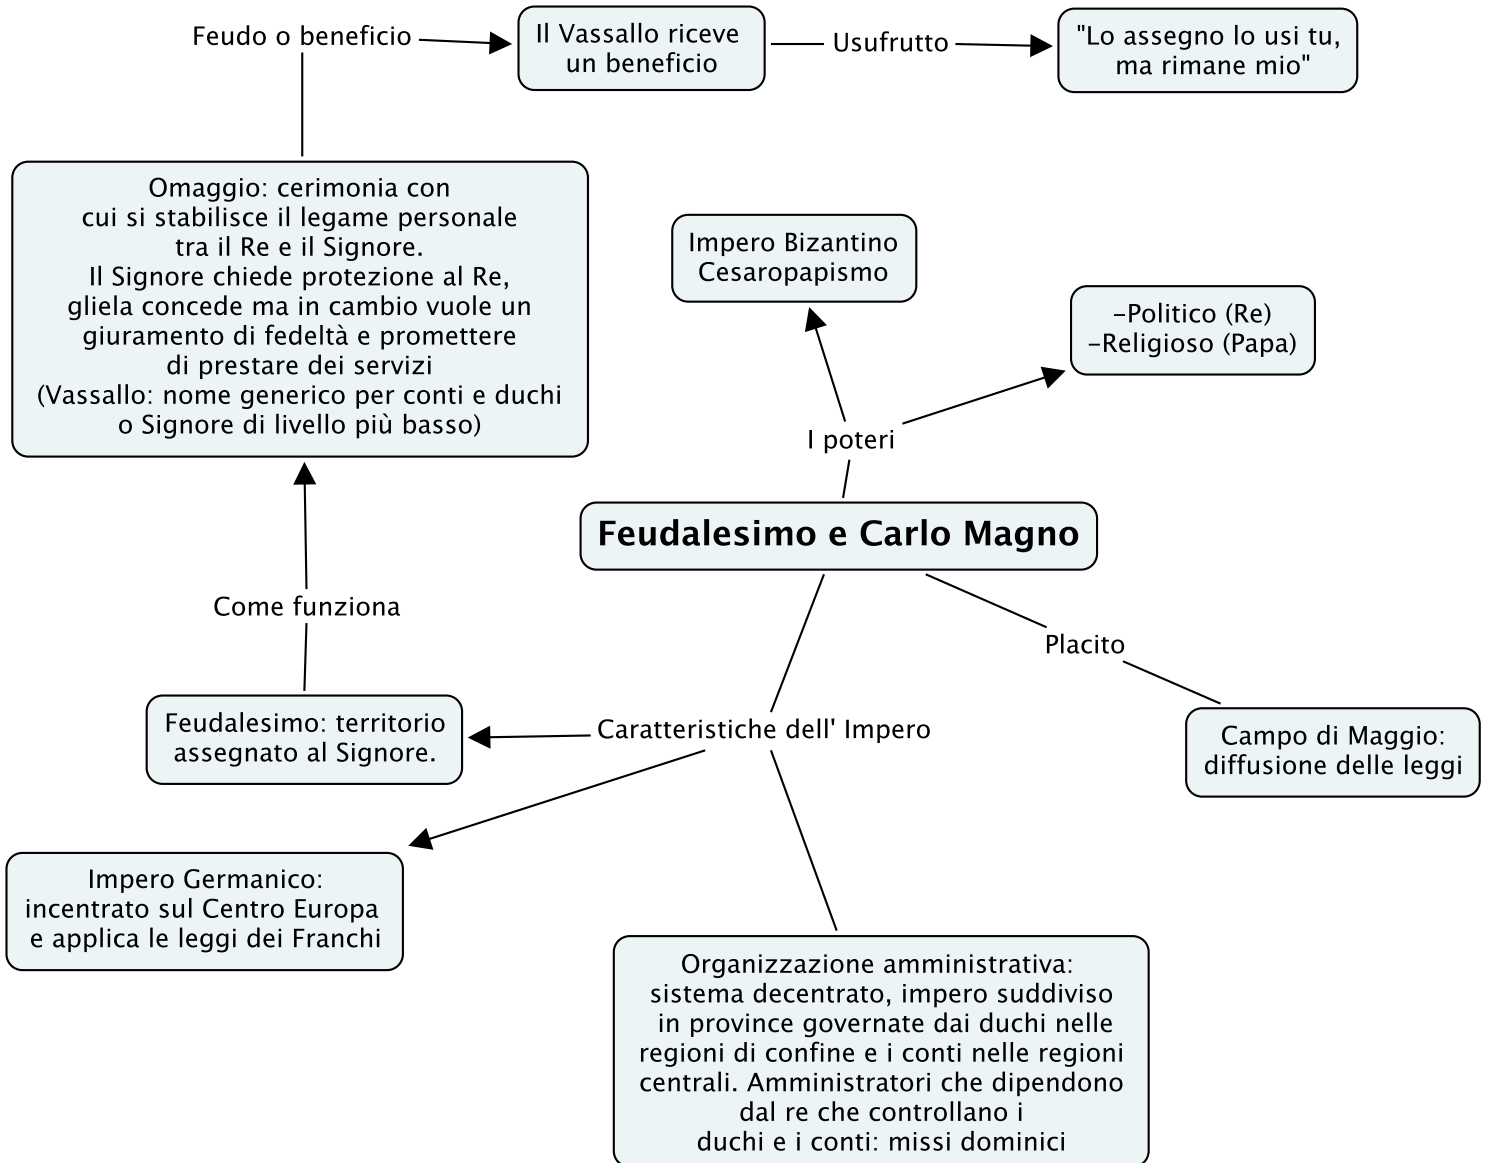 Feudo o beneficio
Il Vassallo riceve
un beneficio
Usufrutto
"Lo assegno lo usi tu,
ma rimane mio"
Omaggio: cerimonia con
cui si stabilisce il legame personale
tra il Re e il Signore.
Il Signore chiede protezione al Re,
gliela concede ma in cambio vuole un
giuramento di fedeltà e promettere
di prestare dei servizi
(Vassallo: nome generico per conti e duchi
o Signore di livello più basso)
Impero Bizantino
Cesaropapismo
-Politico (Re)
-Religioso (Papa)
I poteri
Feudalesimo e Carlo Magno
Come funziona
Placito
Feudalesimo: territorio
assegnato al Signore.
Caratteristiche dell' Impero
Campo di Maggio:
diffusione delle leggi
Impero Germanico:
incentrato sul Centro Europa
e applica le leggi dei Franchi
Organizzazione amministrativa:
sistema decentrato, impero suddiviso
in province governate dai duchi nelle
regioni di confine e i conti nelle regioni
centrali. Amministratori che dipendono
dal re che controllano i
duchi e i conti: missi dominici